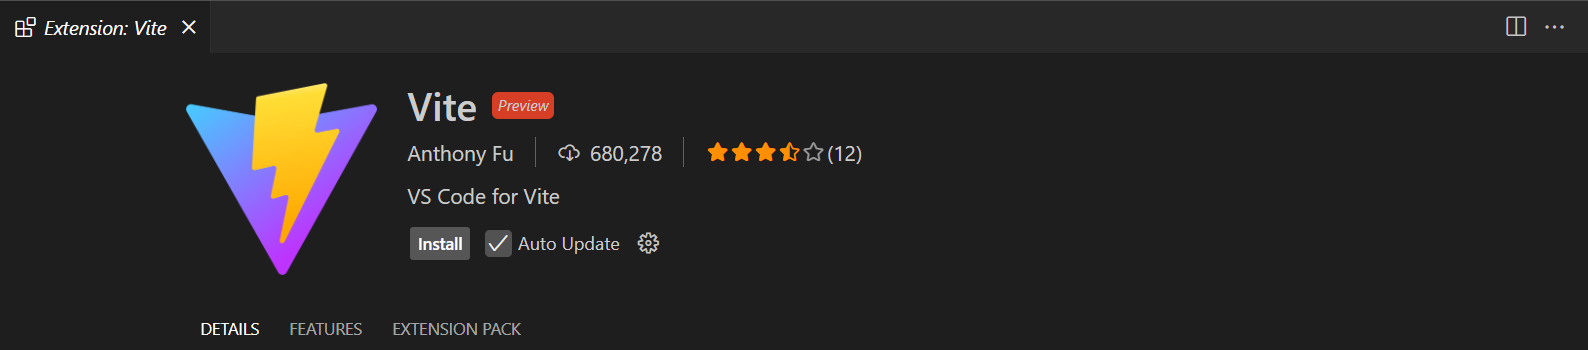 Extension: Vite
Vite Preview
Anthony Fu 680,278 (12)
VS Code for Vite
Install Auto Update
DETAILS FEATURES EXTENSION PACK